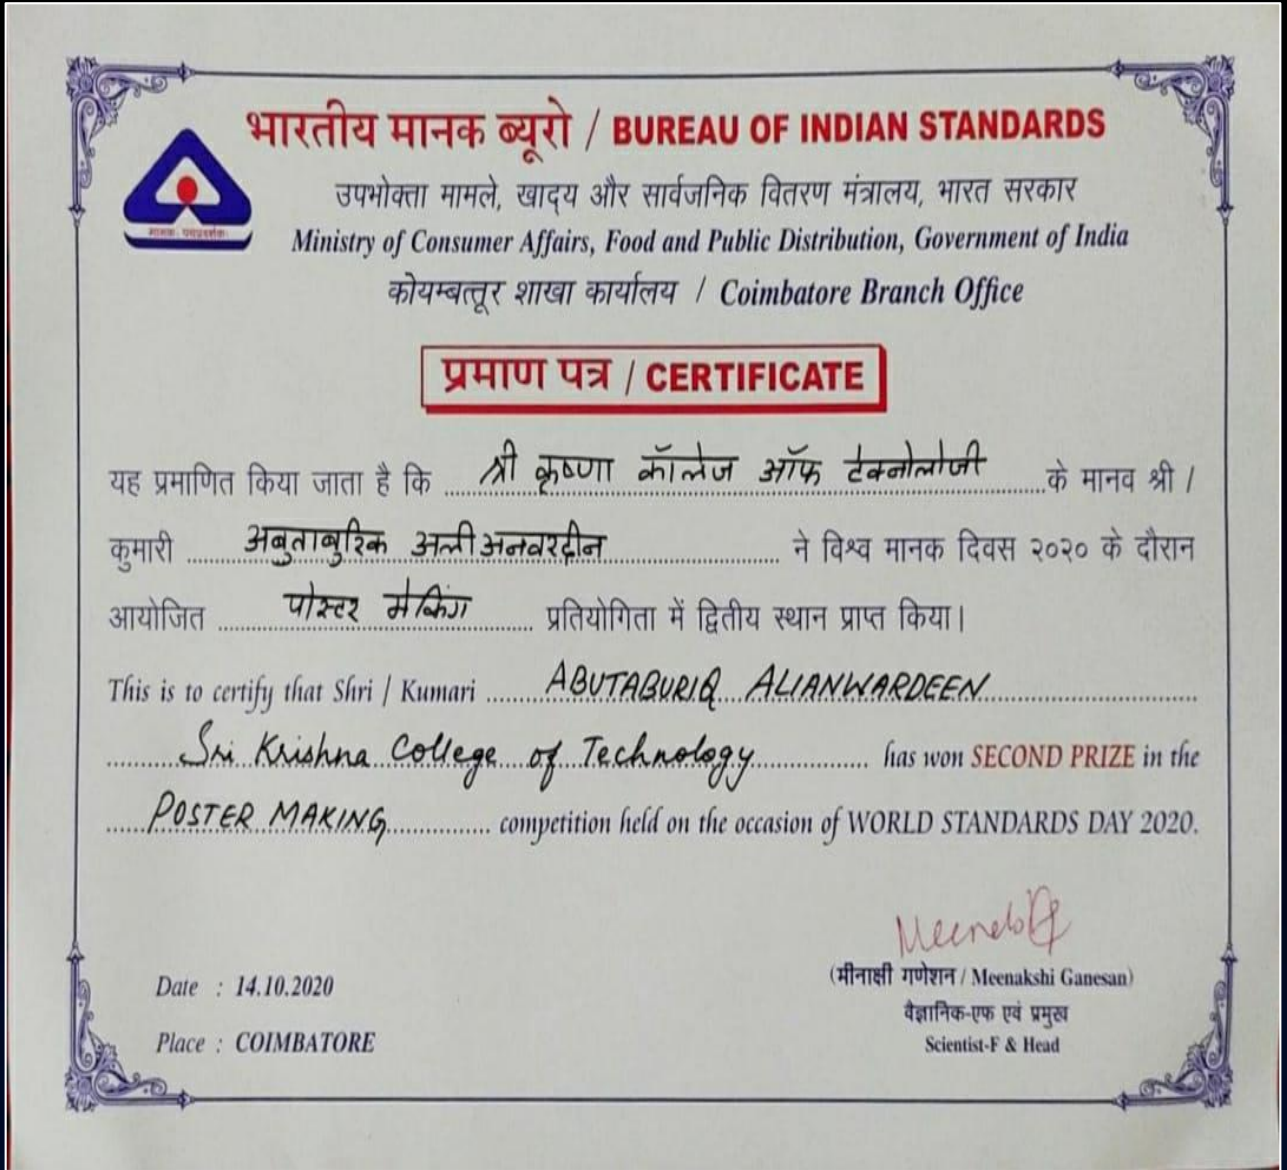 भारतीय मानक ब्यूरो / BUREAU OF INDIAN STANDARDS
मानकः पथप्रदर्शकः
उपभोक्ता मामले, खाद्य और सार्वजनिक वितरण मंत्रालय, भारत सरकार
Ministry of Consumer Affairs, Food and Public Distribution, Government of India
कोयम्बत्तूर शाखा कार्यालय / Coimbatore Branch Office
प्रमाण पत्र / CERTIFICATE
यह प्रमाणित किया जाता है कि श्री कृष्णा कॉलेज ऑफ टेक्नोलोजी के मानव श्री /
कुमारी अबुताबुरिक अलीअनवरदीन ने विश्व मानक दिवस २०२० के दौरान
आयोजित पोस्टर मेकिंग प्रतियोगिता में द्वितीय स्थान प्राप्त किया।
This is to certify that Shri / Kumari ABUTABURIQ ALIANWARDEEN
Sri Krishna College of Technology has won SECOND PRIZE in the
POSTER MAKING competition held on the occasion of WORLD STANDARDS DAY 2020.
(मीनाक्षी गणेशन / Meenakshi Ganesan)
Date : 14.10.2020
वैज्ञानिक-एफ एवं प्रमुख
Place : COIMBATORE
Scientist-F & Head